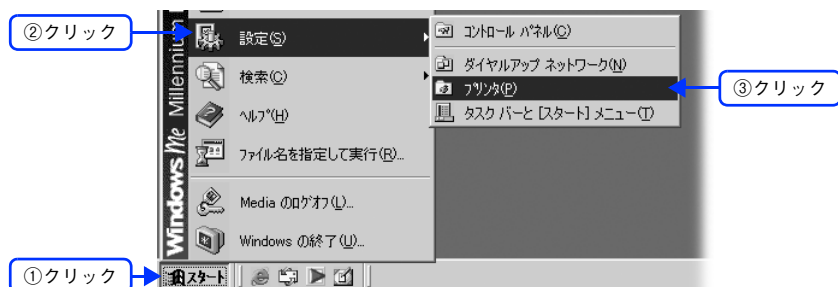 ②クリック
設定(S)
検索(C)
ヘルプ(H)
ファイル名を指定して実行(R)...
Media のログオフ(L)...
Windows の終了(U)...
Windows Me Millennium
コントロール パネル(C)
ダイヤルアップ ネットワーク(N)
プリンタ(P)
タスク バーと [スタート] メニュー(T)
③クリック
①クリック
スタート